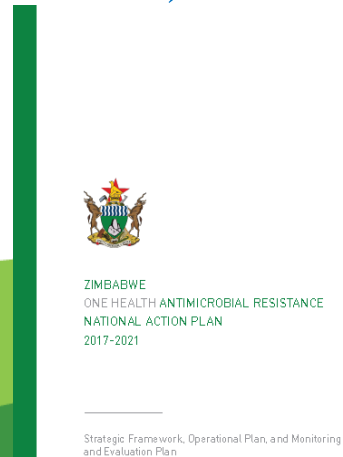 ZIMBABWE
ONE HEALTH ANTIMICROBIAL RESISTANCE
NATIONAL ACTION PLAN
2017-2021
Strategic Framework, Operational Plan, and Monitoring
and Evaluation Plan